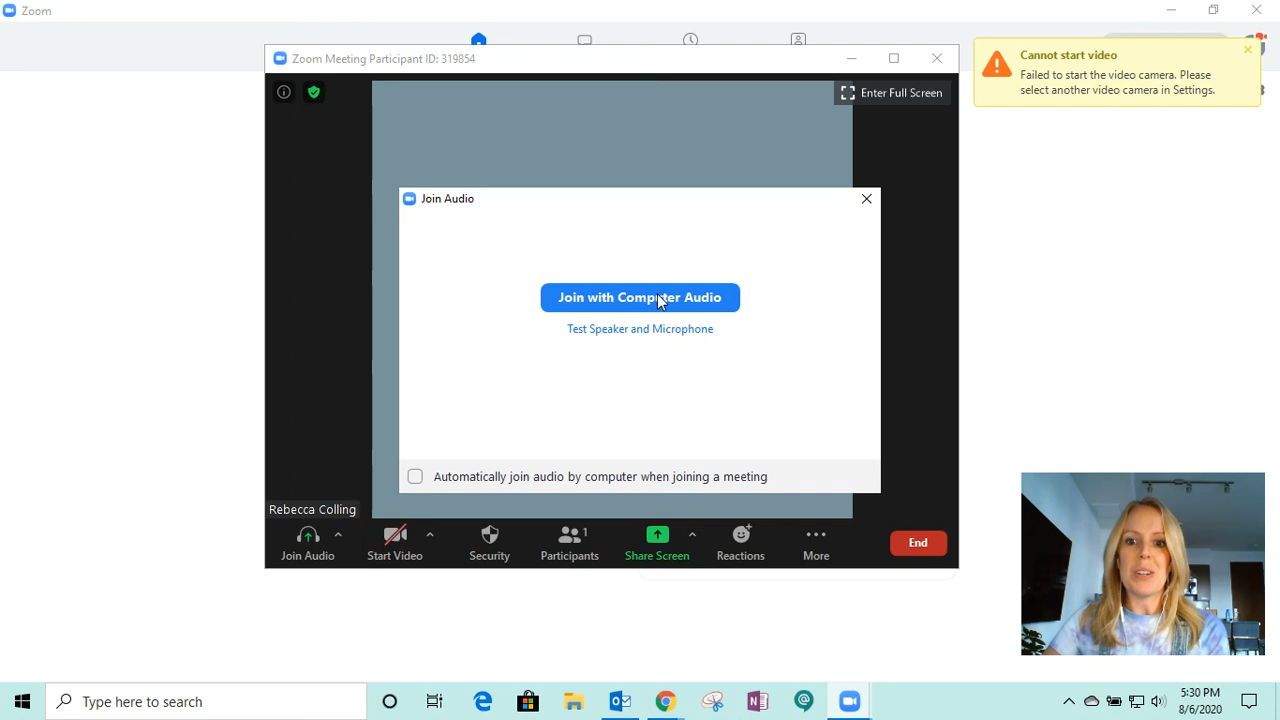 Zoom
Zoom Meeting Participant ID: 319854
Enter Full Screen
Cannot start video
Failed to start the video camera. Please
select another video camera in Settings.
Join Audio
Join with Computer Audio
Test Speaker and Microphone
Automatically join audio by computer when joining a meeting
Rebecca Colling
Join Audio
Start Video
Security
Participants
1
Share Screen
Reactions
More
End
Type here to search
5:30 PM
8/6/2020